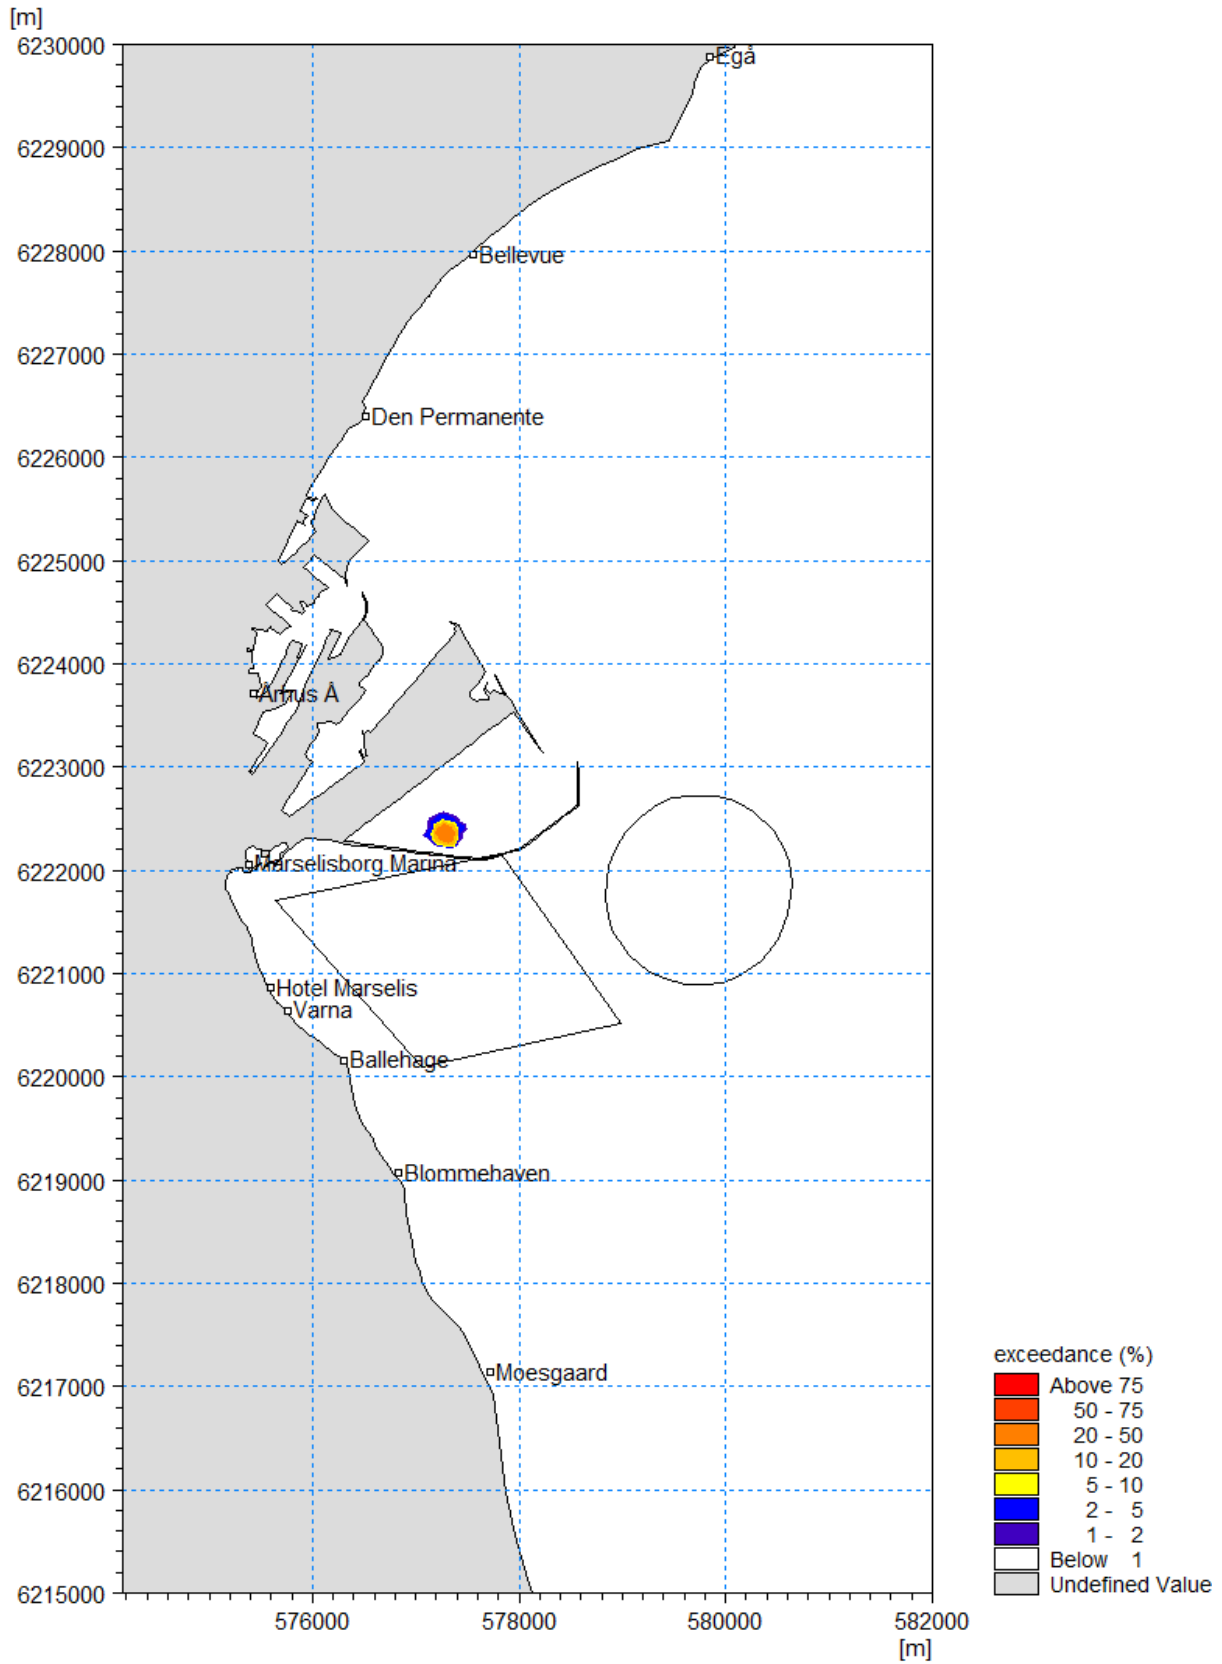 [m]
6230000
Egå
6229000
6228000
Bellevue
6227000
Den Permanente
6226000
6225000
6224000
Århus Å
6223000
6222000
Marselisborg Marina
6221000
Hotel Marselis
Varna
6220000
Ballehage
6219000
Blommehaven
6218000
6217000
Moesgaard
6216000
6215000
576000
578000
580000
582000
[m]
exceedance (%)
Above 75
50 - 75
20 - 50
10 - 20
5 - 10
2 - 5
1 - 2
Below 1
Undefined Value